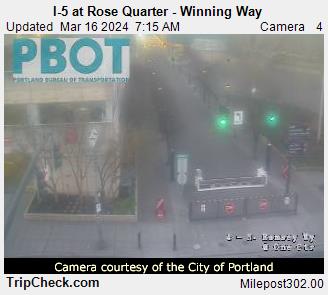 I-5 at Rose Quarter - Winning Way
Updated Mar 16 2024 7:15 AM Camera 4
PBOT
PORTLAND BUREAU OF TRANSPORTATION
Camera courtesy of the City of Portland
TripCheck.com Milepost302.00